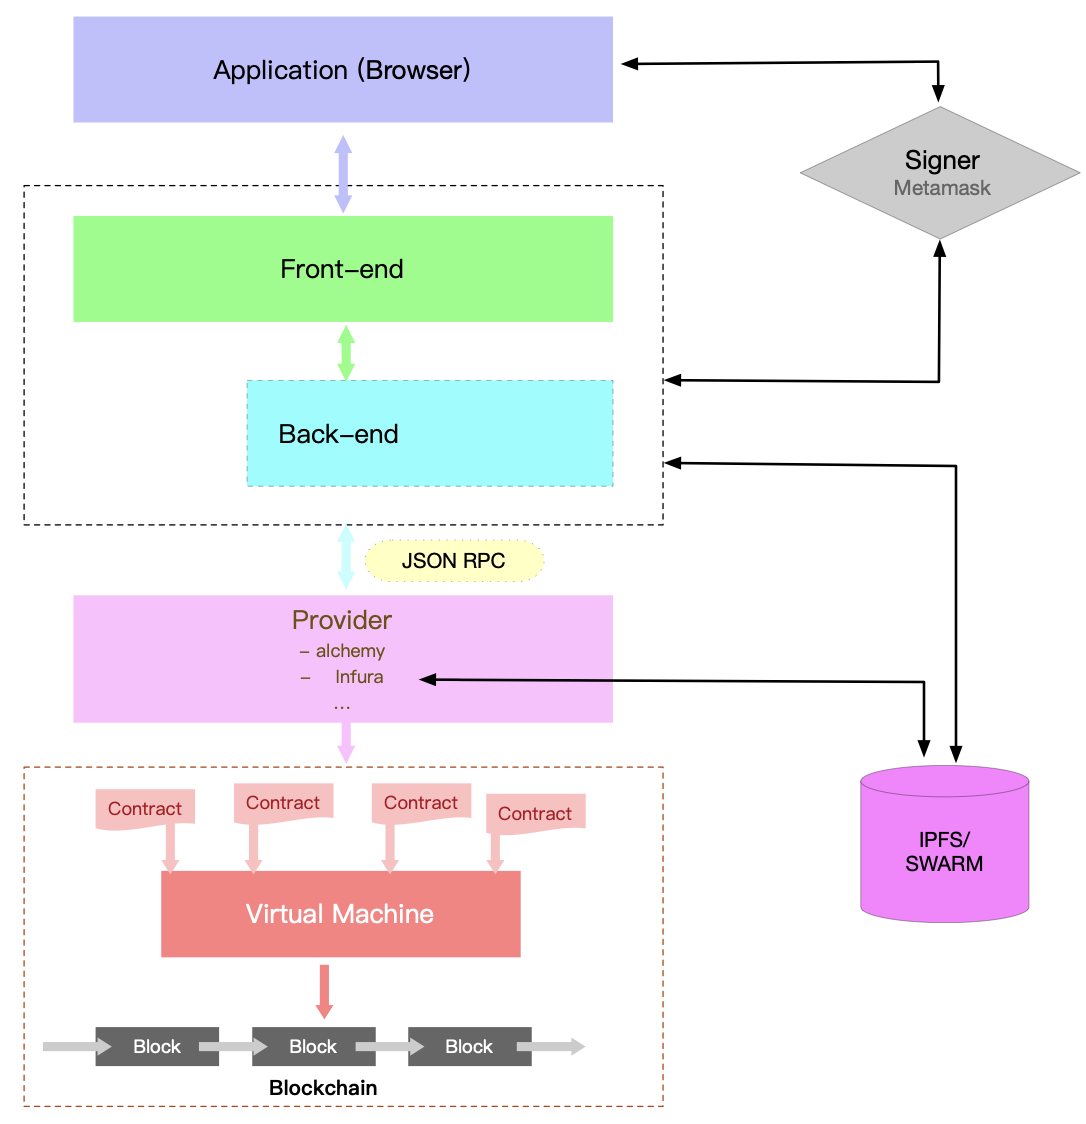 Application (Browser)
Signer
Metamask
Front-end
Back-end
JSON RPC
Provider
- alchemy
- Infura
...
Contract
Contract
Contract
Contract
IPFS/
SWARM
Virtual Machine
Block
Block
Block
Blockchain